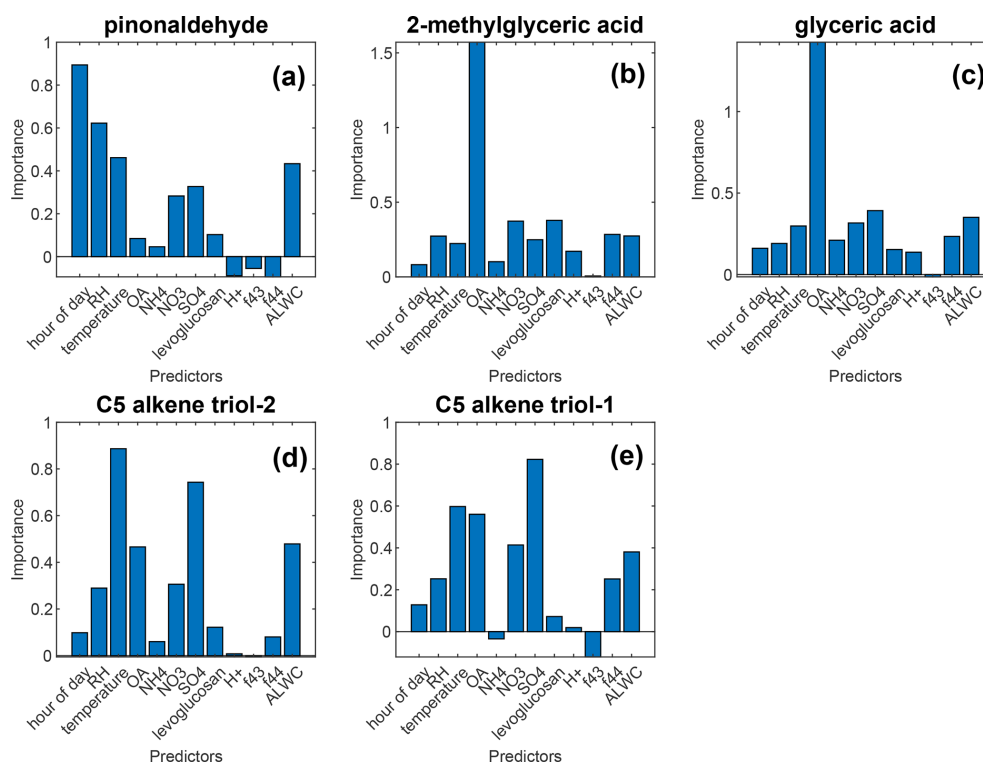 pinonaldehyde
(a)
1
0.8
0.6
0.4
0.2
0
Importance
hour of day
RH
temperature
OA
NH4
NO3
SO4
levoglucosan
H+
f43
f44
ALWC
Predictors
2-methylglyceric acid
(b)
1.5
1
0.5
0
Importance
hour of day
RH
temperature
OA
NH4
NO3
SO4
levoglucosan
H+
f43
f44
ALWC
Predictors
glyceric acid
(c)
1
0.5
0
Importance
hour of day
RH
temperature
OA
NH4
NO3
SO4
levoglucosan
H+
f43
f44
ALWC
Predictors
C5 alkene triol-2
(d)
1
0.8
0.6
0.4
0.2
0
Importance
hour of day
RH
temperature
OA
NH4
NO3
SO4
levoglucosan
H+
f43
f44
ALWC
Predictors
C5 alkene triol-1
(e)
1
0.8
0.6
0.4
0.2
0
Importance
hour of day
RH
temperature
OA
NH4
NO3
SO4
levoglucosan
H+
f43
f44
ALWC
Predictors